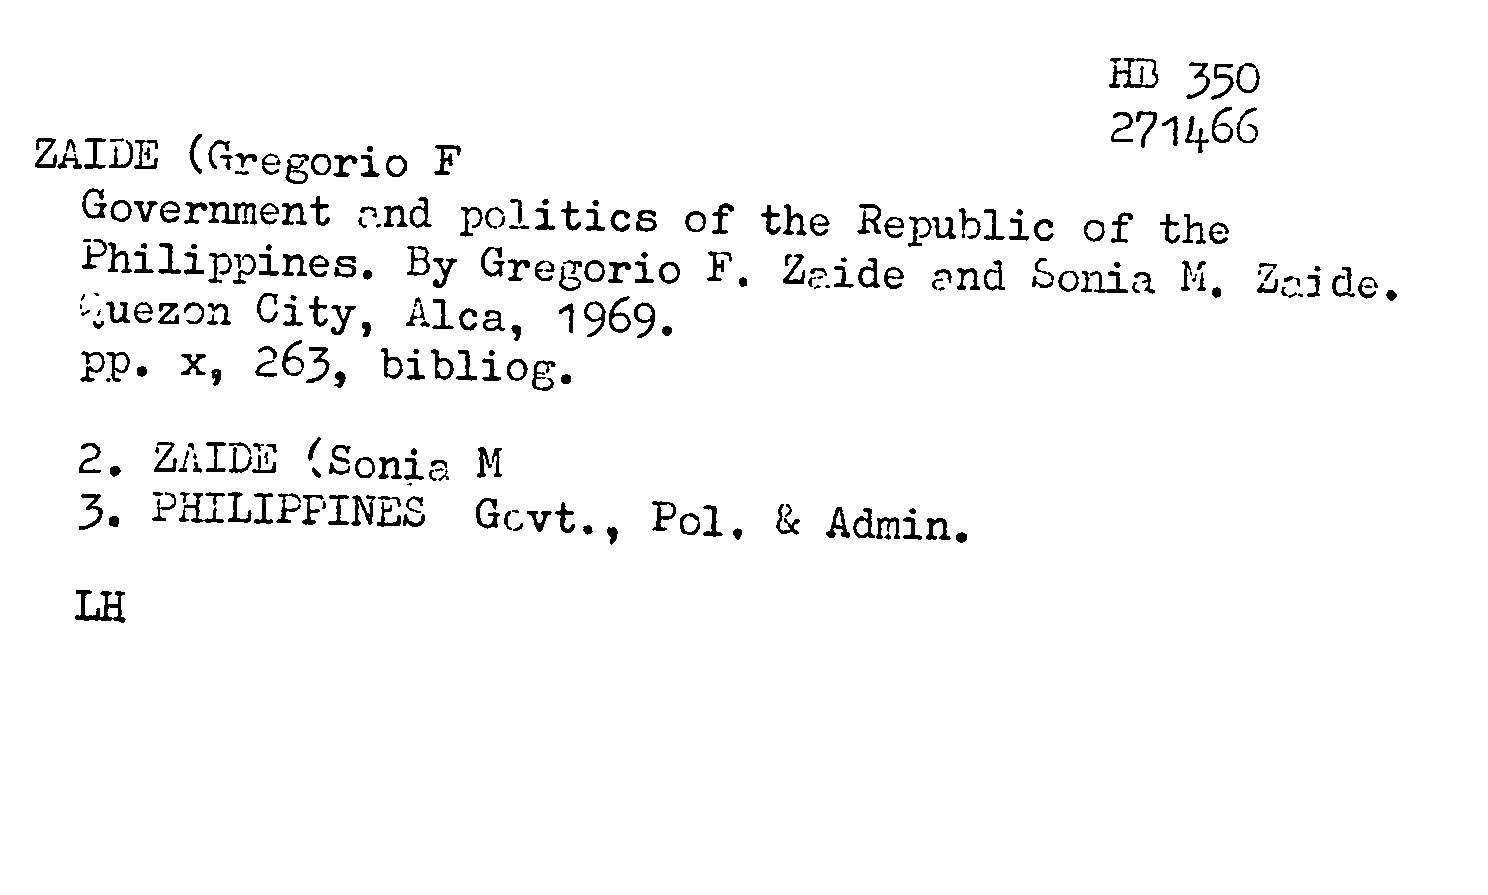 HB 350
271466
ZAIDE (Gregorio F
Government and politics of the Republic of the
Philippines. By Gregorio F. Zaide and Sonia M. Zaide.
Quezon City, Alca, 1969.
pp. x, 263, bibliog.
2. ZAIDE (Sonia M
3. PHILIPPINES Govt., Pol. & Admin.
LH